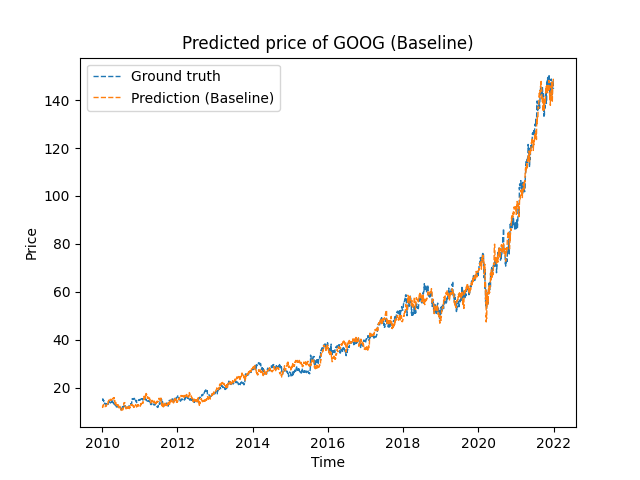 Predicted price of GOOG (Baseline)
Ground truth
Prediction (Baseline)
140
120
100
80
60
40
20
Price
2010 2012 2014 2016 2018 2020 2022
Time